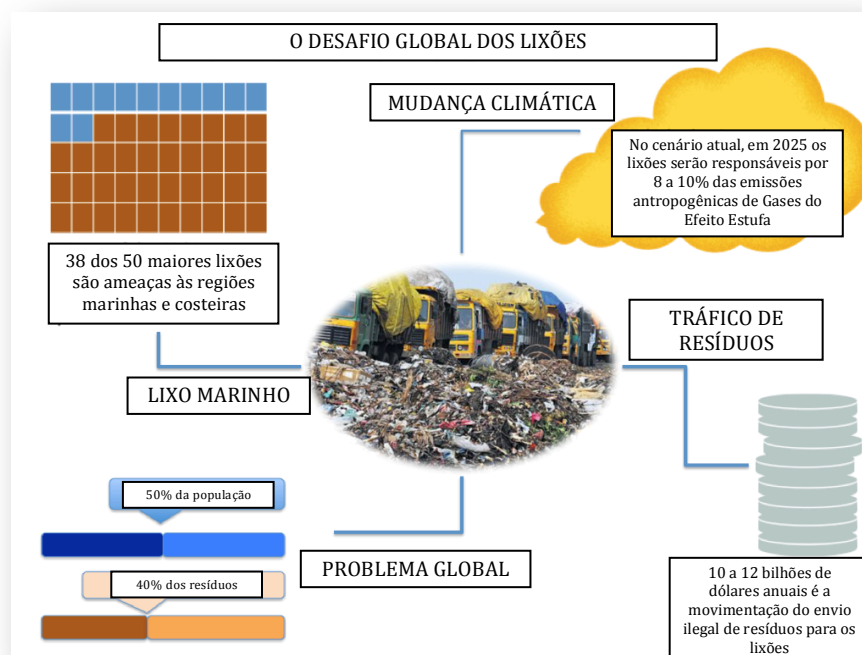 O DESAFIO GLOBAL DOS LIXÕES
MUDANÇA CLIMÁTICA
No cenário atual, em 2025 os
lixões serão responsáveis por
8 a 10% das emissões
antropogênicas de Gases do
Efeito Estufa
38 dos 50 maiores lixões
são ameaças às regiões
marinhas e costeiras
TRÁFICO DE
RESÍDUOS
LIXO MARINHO
50% da população
40% dos resíduos
PROBLEMA GLOBAL
10 a 12 bilhões de
dólares anuais é a
movimentação do envio
ilegal de resíduos para os
lixões